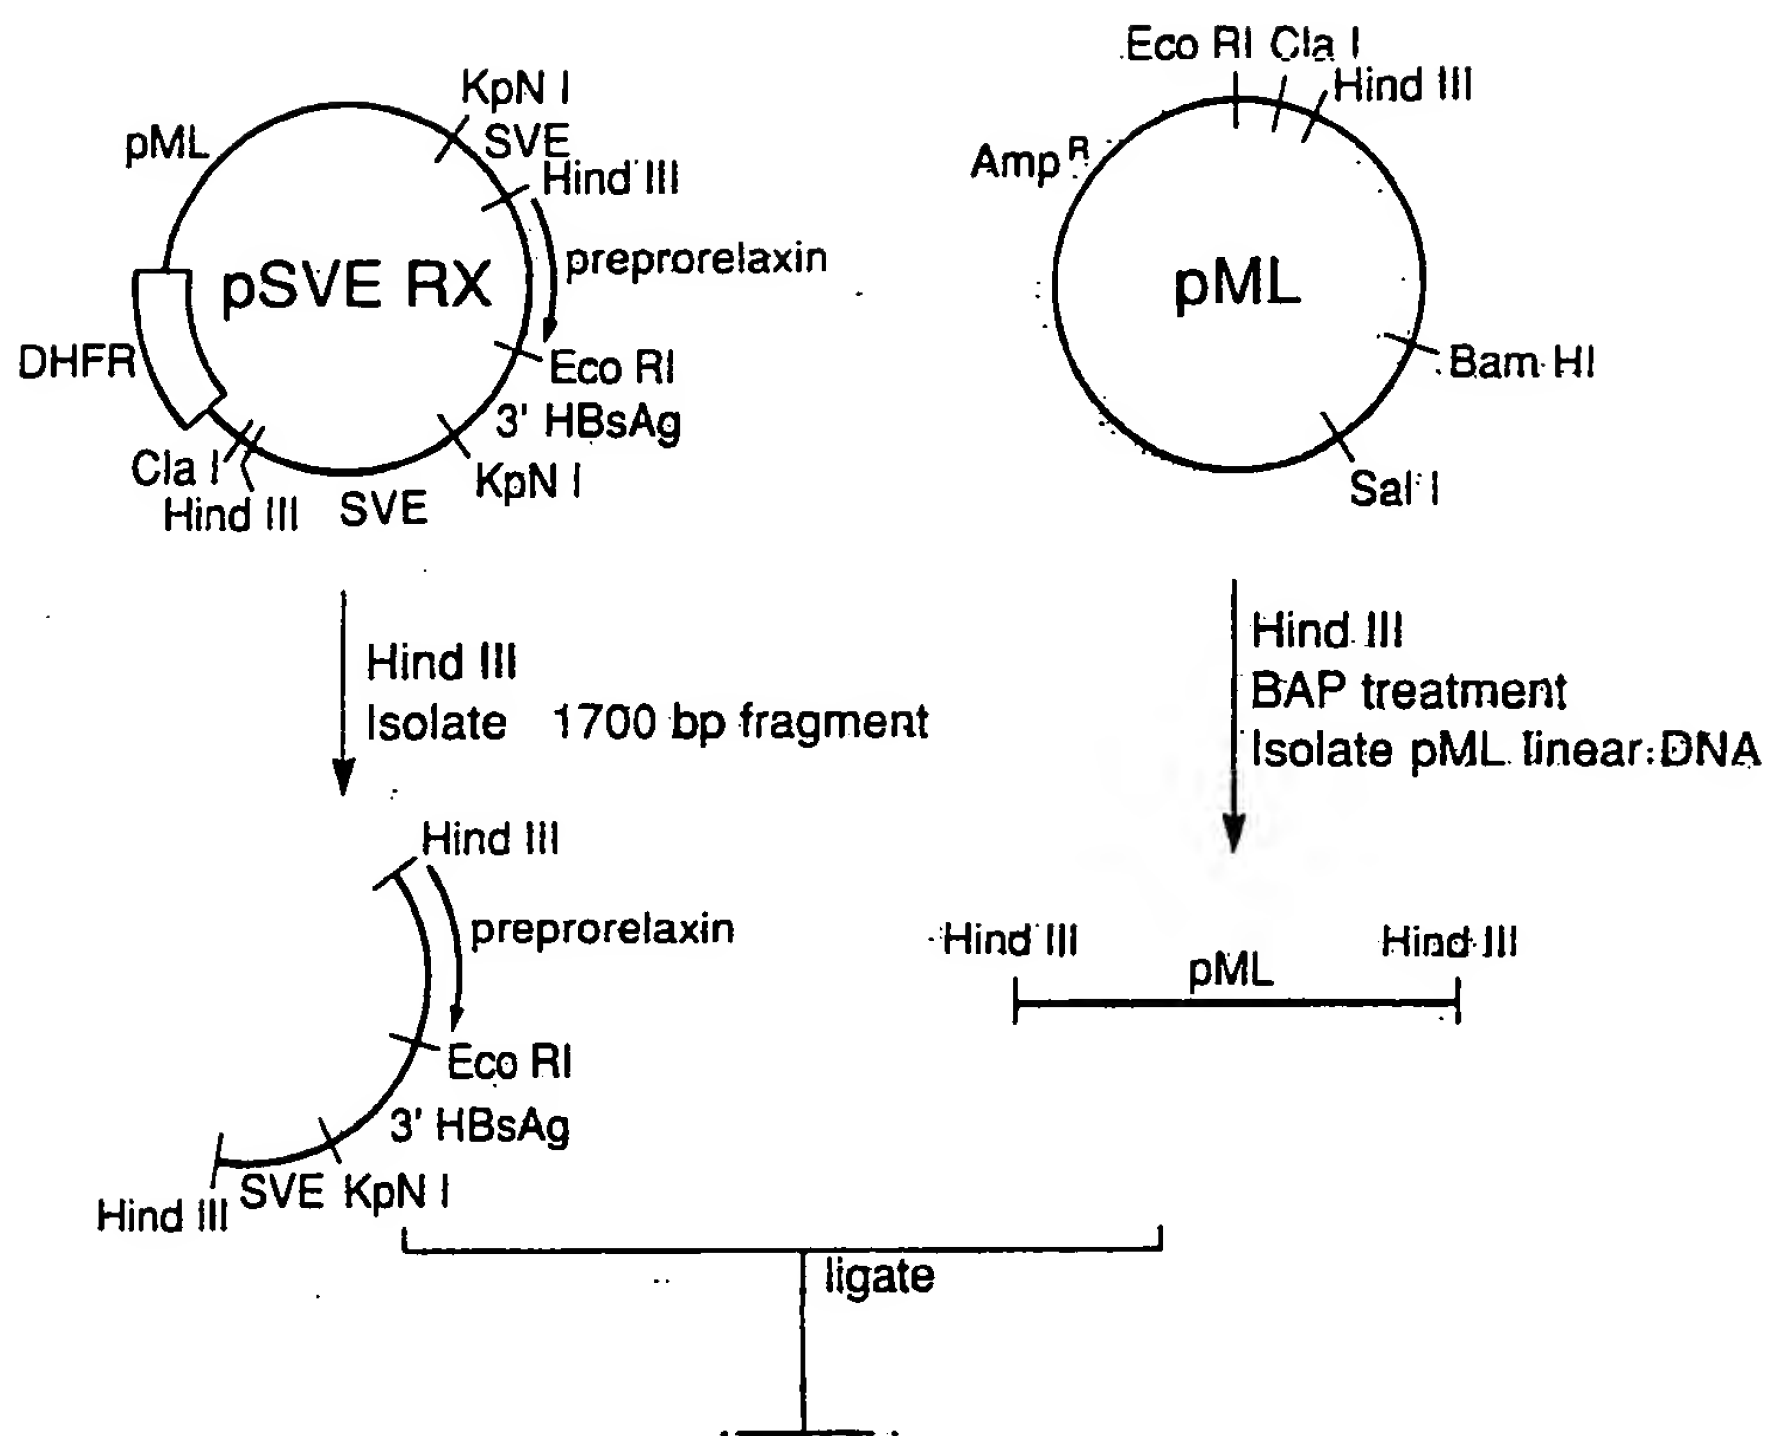 KpN I
SVE
Hind III
pML
preprorelaxin
pSVE RX
DHFR
Eco RI
3' HBsAg
Cla I
KpN I
Hind III
SVE
Eco RI
Cla I
Hind III
Amp R
pML
Bam HI
Sal I
Hind III
Isolate 1700 bp fragment
Hind III
BAP treatment
Isolate pML linear DNA
Hind III
preprorelaxin
Eco RI
3' HBsAg
SVE
KpN I
Hind III
Hind III
pML
Hind III
ligate